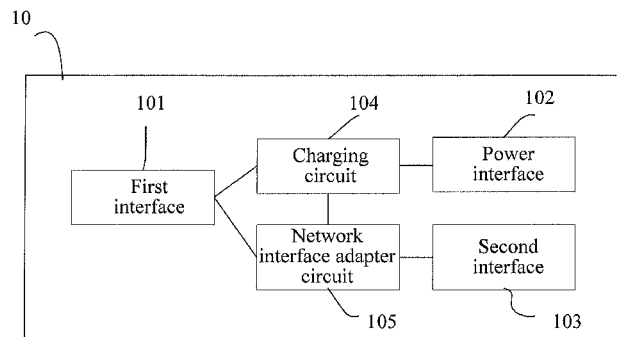 10
101
104
102
First
interface
Charging
circuit
Power
interface
Network
interface adapter
circuit
Second
interface
105
103